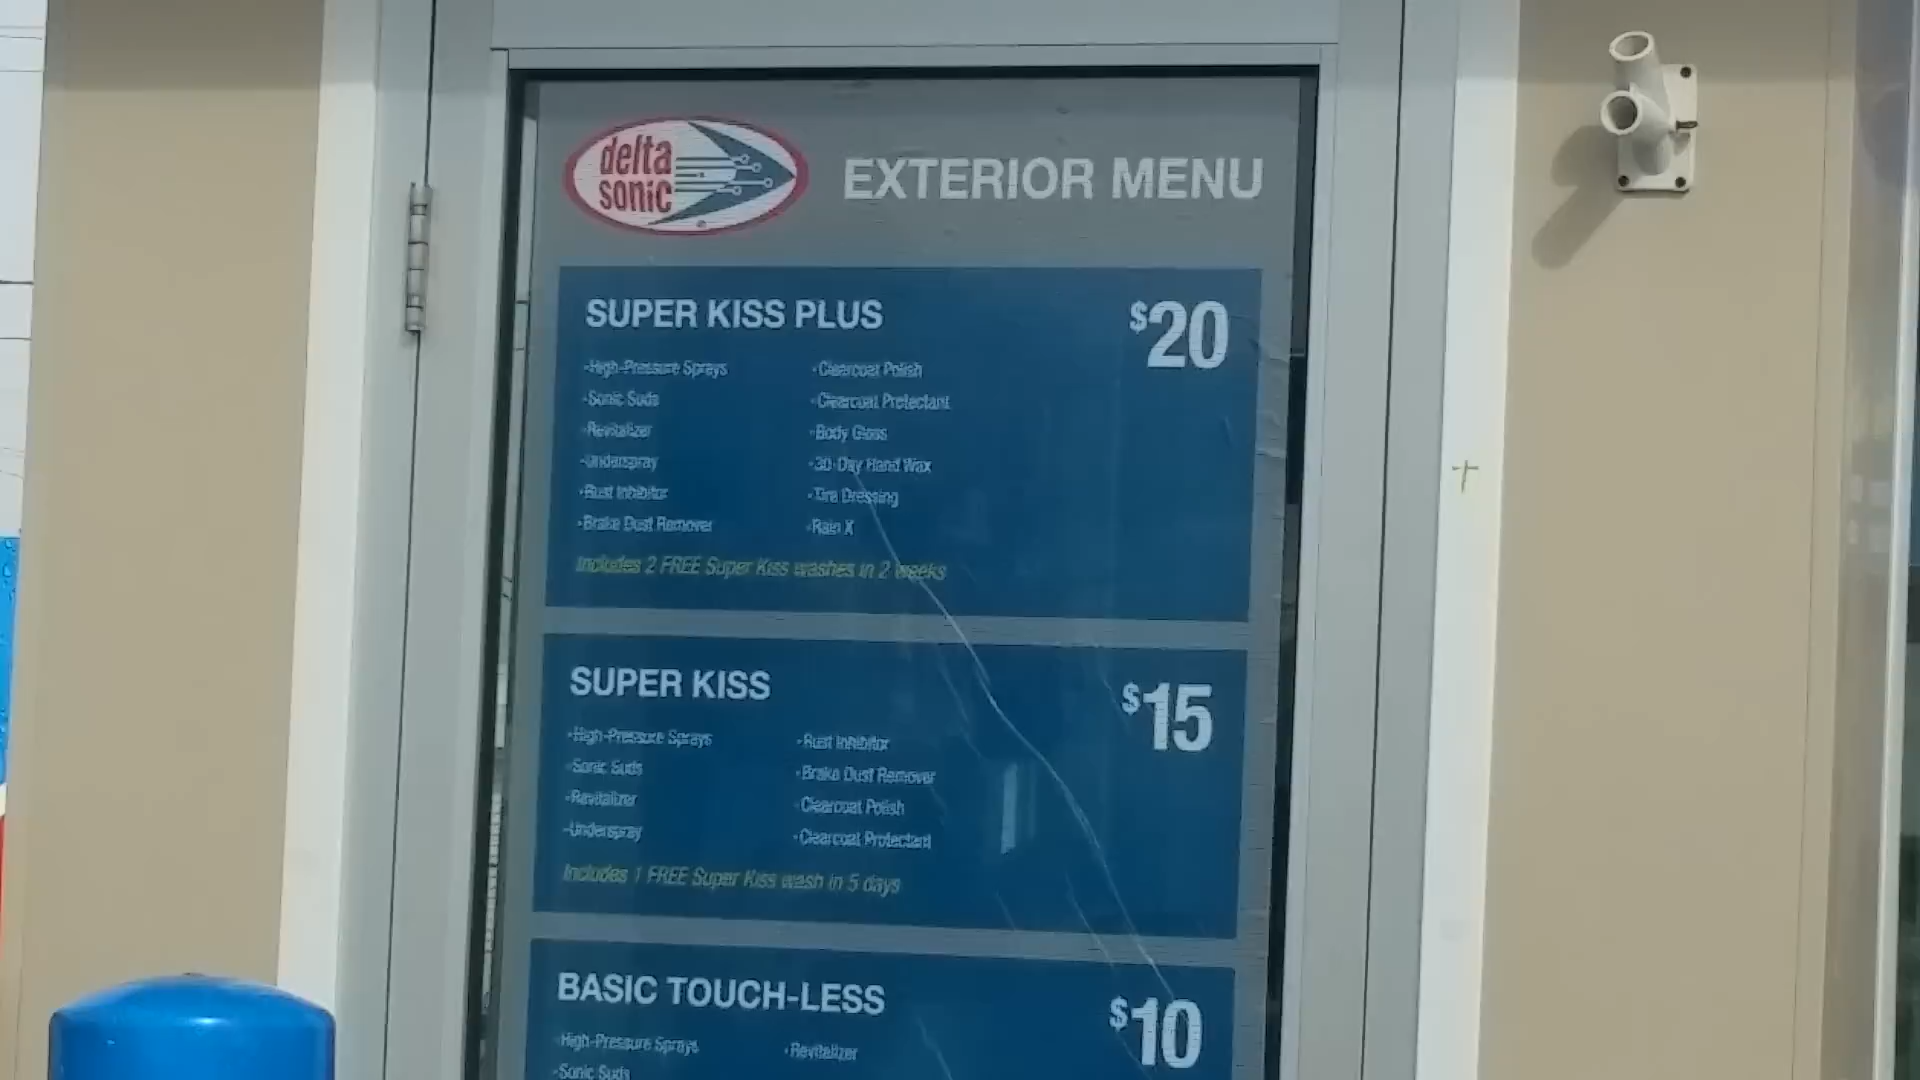 delta
sonic
EXTERIOR MENU
SUPER KISS PLUS
$20
-High-Pressure Sprays
-Sonic Suds
-Revitalizer
-Underspray
-Rust Inhibitor
-Brake Dust Remover
-Clearcoat Polish
-Clearcoat Protectant
-Body Gloss
-30-Day Hand Wax
-Tire Dressing
-Rain X
Includes 2 FREE Super Kiss washes in 2 weeks
SUPER KISS
$15
-High-Pressure Sprays
-Sonic Suds
-Revitalizer
-Underspray
-Rust Inhibitor
-Brake Dust Remover
-Clearcoat Polish
-Clearcoat Protectant
Includes 1 FREE Super Kiss wash in 5 days
BASIC TOUCH-LESS
$10
-High-Pressure Sprays
-Sonic Suds
-Revitalizer